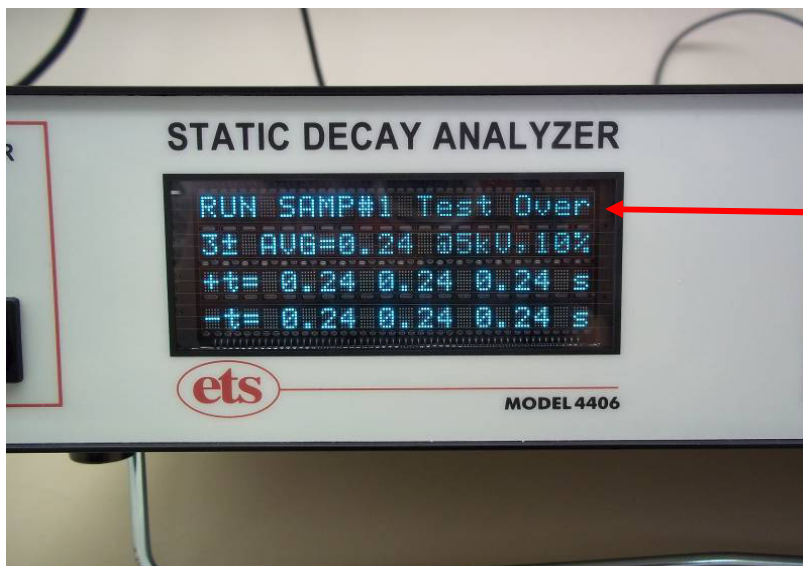 R
STATIC DECAY ANALYZER
RUN SAMP#1 Test Over
3± AVG=0.24 @5kV,10%
+t= 0.24 0.24 0.24 s
-t= 0.24 0.24 0.24 s
ets
MODEL 4406